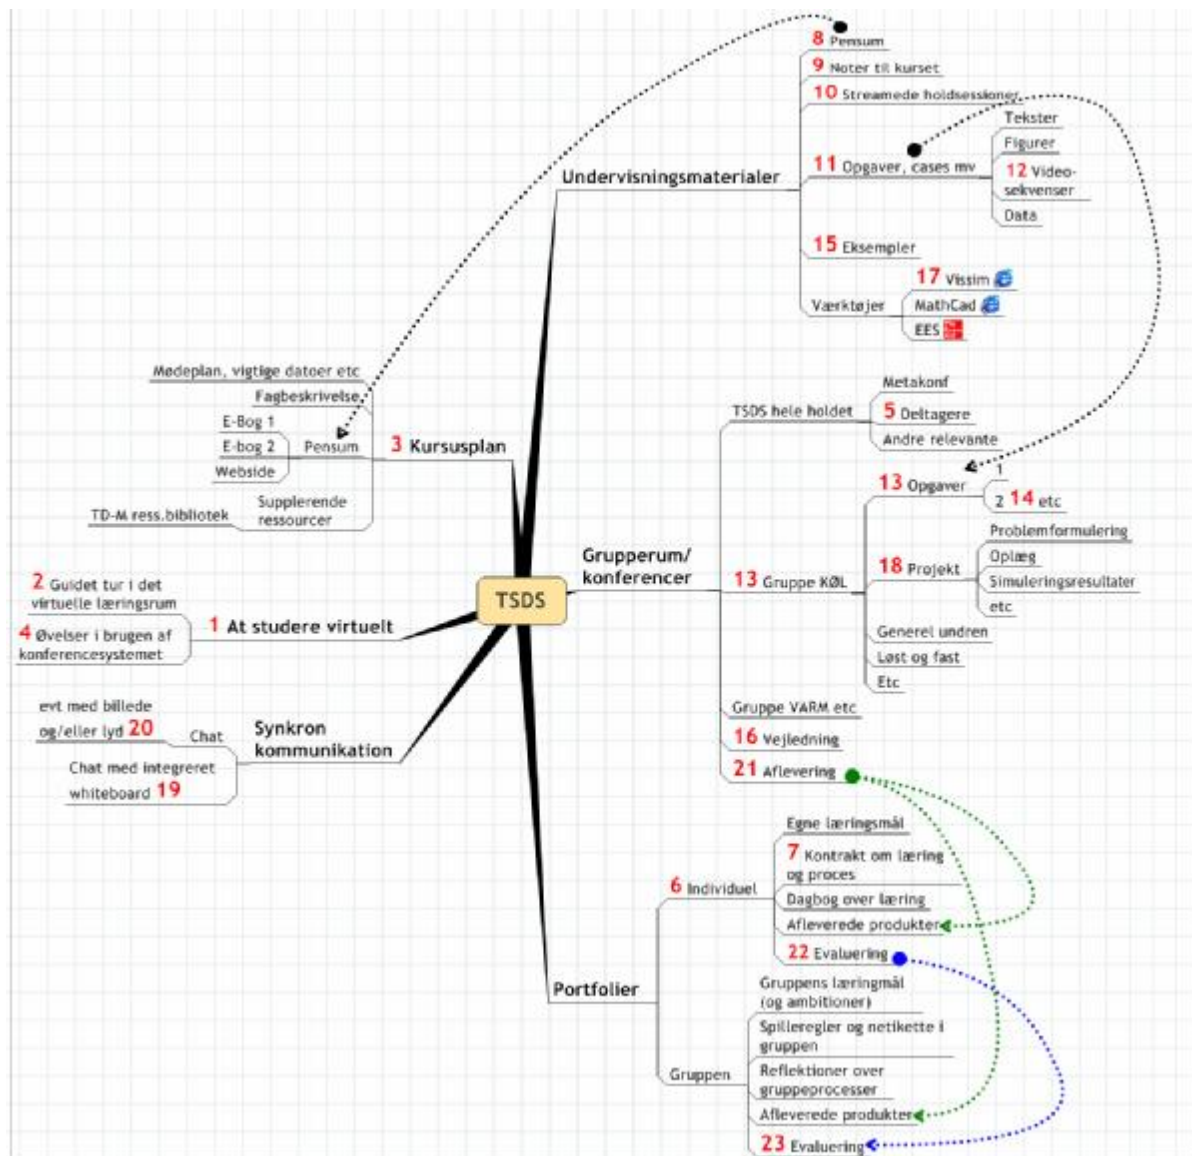 8 Pensum
9 Noter til kurset
10 Streamede holdsessioner
Undervisningsmaterialer
11 Opgaver, cases mv
Tekster
Figurer
12 Video-
sekvenser
Data
15 Eksempler
Værktøjer
17 Vissim
MathCad
EES
Mødeplan, vigtige datoer etc
Fagbeskrivelse
E-Bog 1
E-bog 2
Webside
Pensum
3 Kursusplan
TD-M ress.bibliotek
Supplerende
ressourcer
TSDS hele holdet
Metakonf
5 Deltagere
Andre relevante
Grupperum/
konferencer
13 Gruppe KØL
13 Opgaver
1
2 14 etc
18 Projekt
Problemformulering
Oplæg
Simuleringsresultater
etc
Generel undren
Løst og fast
Etc
Gruppe VARM etc
16 Vejledning
21 Aflevering
TSDS
2 Guidet tur i det
virtuelle læringsrum
4 Øvelser i brugen af
konferencesystemet
1 At studere virtuelt
evt med billede
og/eller lyd 20
Chat
Chat med integreret
whiteboard 19
Synkron
kommunikation
Portfolier
6 Individuel
Egne læringsmål
7 Kontrakt om læring
og proces
Dagbog over læring
Afleverede produkter
22 Evaluering
Gruppen
Gruppens læringmål
(og ambitioner)
Spilleregler og netikette i
gruppen
Reflektioner over
gruppeprocesser
Afleverede produkter
23 Evaluering